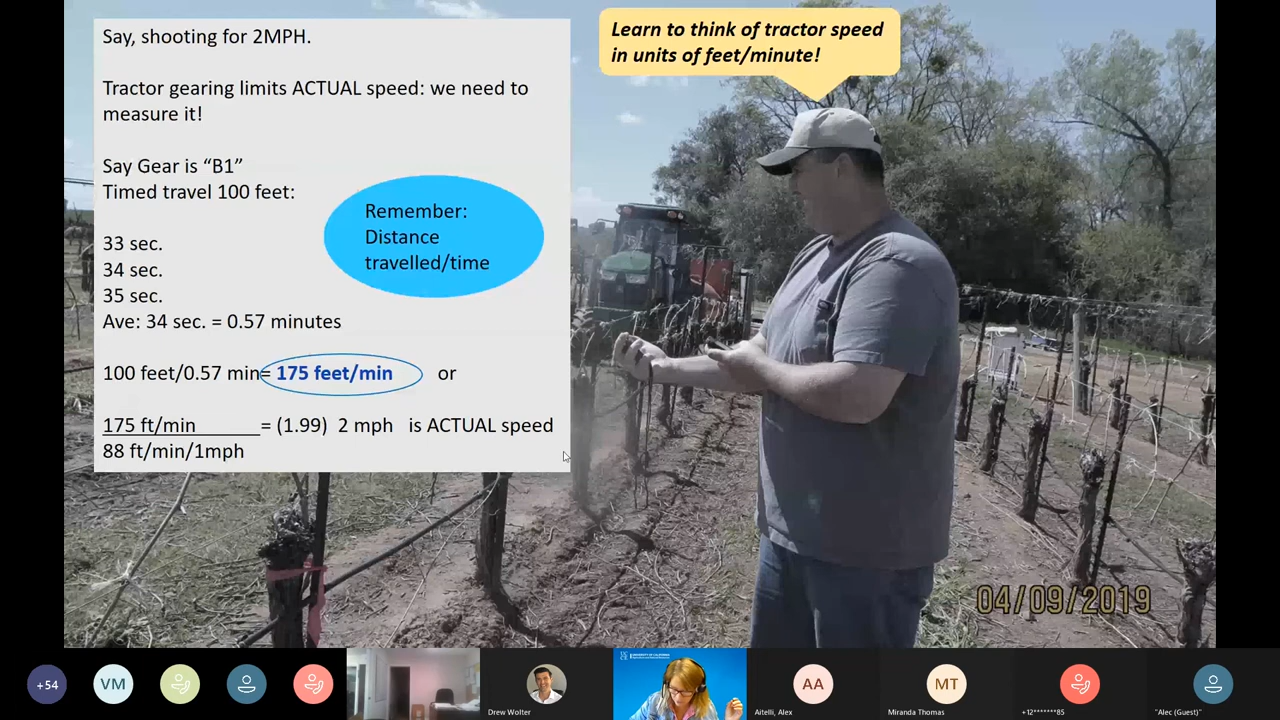 Say, shooting for 2MPH.
Tractor gearing limits ACTUAL speed: we need to
measure it!
Say Gear is “B1”
Timed travel 100 feet:
33 sec.
34 sec.
35 sec.
Ave: 34 sec. = 0.57 minutes
100 feet/0.57 min= 175 feet/min or
175 ft/min = (1.99) 2 mph is ACTUAL speed
88 ft/min/1mph
Remember:
Distance
travelled/time
Learn to think of tractor speed
in units of feet/minute!
04/09/2019
+54
VM
Drew Wolter
AA
Aitelli, Alex
MT
Miranda Thomas
+12*******85
"Alec (Guest)"